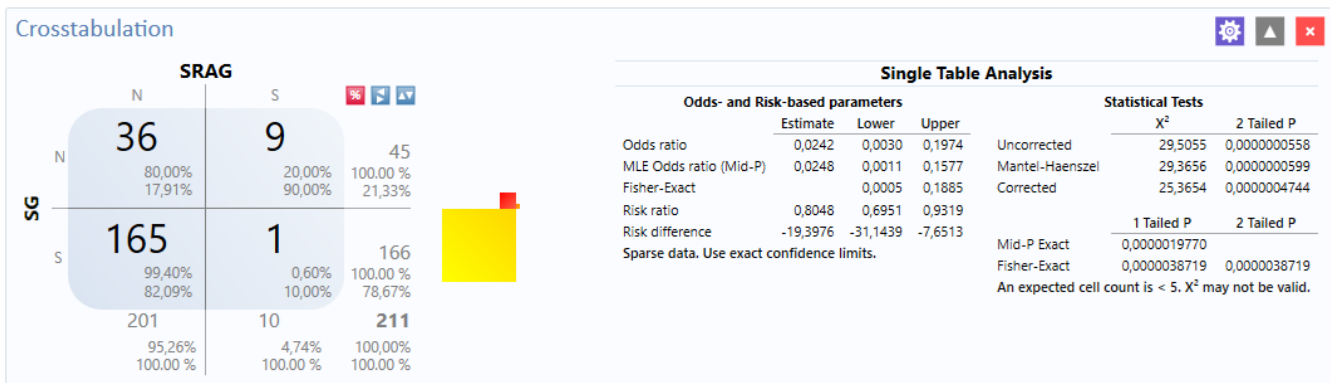 Crosstabulation
SRAG
N S
%
36 9
N 45
80,00% 20,00% 100.00 %
17,91% 90,00% 21,33%
SG
165 1
S 166
99,40% 0,60% 100.00 %
82,09% 10,00% 78,67%
201 10 211
95,26% 4,74% 100,00%
100.00 % 100.00 % 100.00 %
Single Table Analysis
Odds- and Risk-based parameters
Estimate Lower Upper
Odds ratio 0,0242 0,0030 0,1974
MLE Odds ratio (Mid-P) 0,0248 0,0011 0,1577
Fisher-Exact 0,0005 0,1885
Risk ratio 0,8048 0,6951 0,9319
Risk difference -19,3976 -31,1439 -7,6513
Sparse data. Use exact confidence limits.
Statistical Tests
X² 2 Tailed P
Uncorrected 29,5055 0,0000000558
Mantel-Haenszel 29,3656 0,0000000599
Corrected 25,3654 0,0000004744
1 Tailed P 2 Tailed P
Mid-P Exact 0,0000019770
Fisher-Exact 0,0000038719 0,0000038719
An expected cell count is < 5. X² may not be valid.